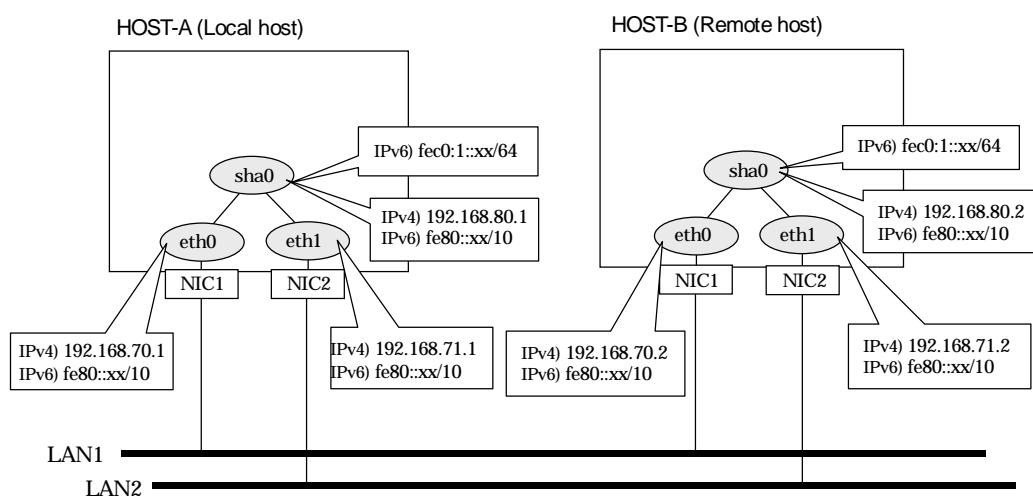 HOST-A (Local host)
HOST-B (Remote host)
IPv6) fec0:1::xx/64
sha0
IPv4) 192.168.80.1
IPv6) fe80::xx/10
eth0
eth1
NIC1
NIC2
IPv4) 192.168.70.1
IPv6) fe80::xx/10
IPv4) 192.168.71.1
IPv6) fe80::xx/10
IPv6) fec0:1::xx/64
sha0
IPv4) 192.168.80.2
IPv6) fe80::xx/10
eth0
eth1
NIC1
NIC2
IPv4) 192.168.70.2
IPv6) fe80::xx/10
IPv4) 192.168.71.2
IPv6) fe80::xx/10
LAN1
LAN2